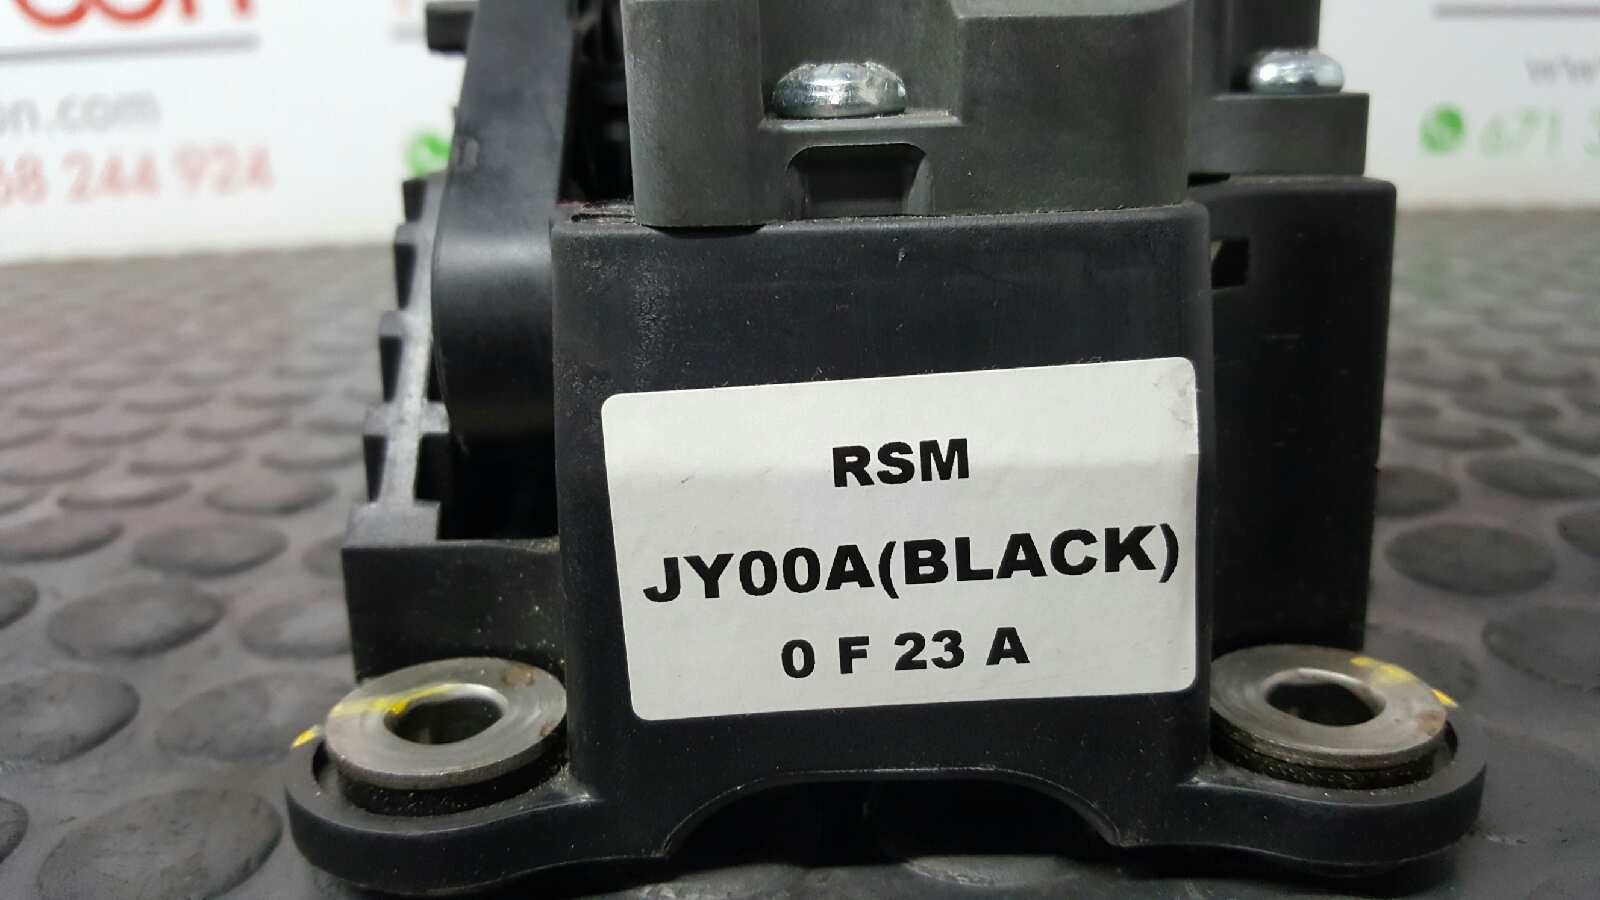 on.com
68 244 924
671
RSM
JY00A(BLACK)
0 F 23 A